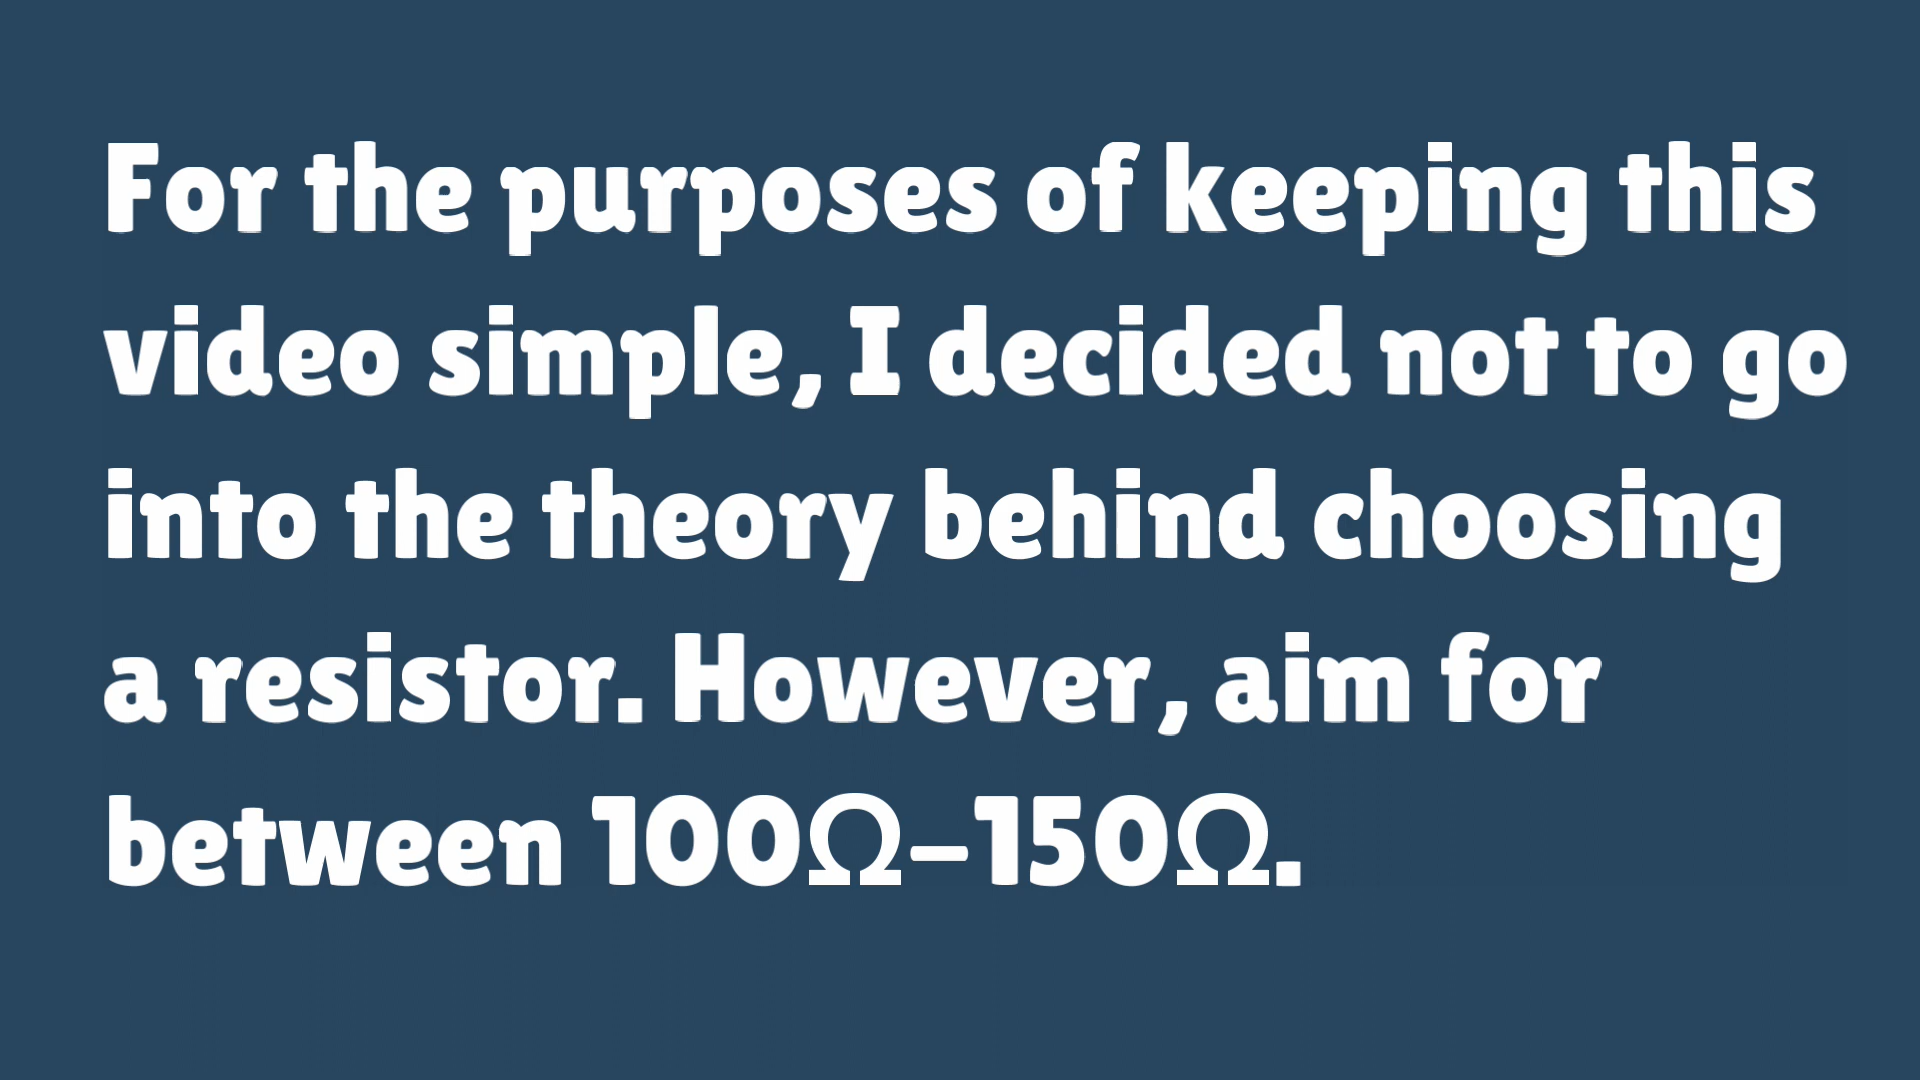 For the purposes of keeping this
video simple, I decided not to go
into the theory behind choosing
a resistor. However, aim for
between 100Ω–150Ω.